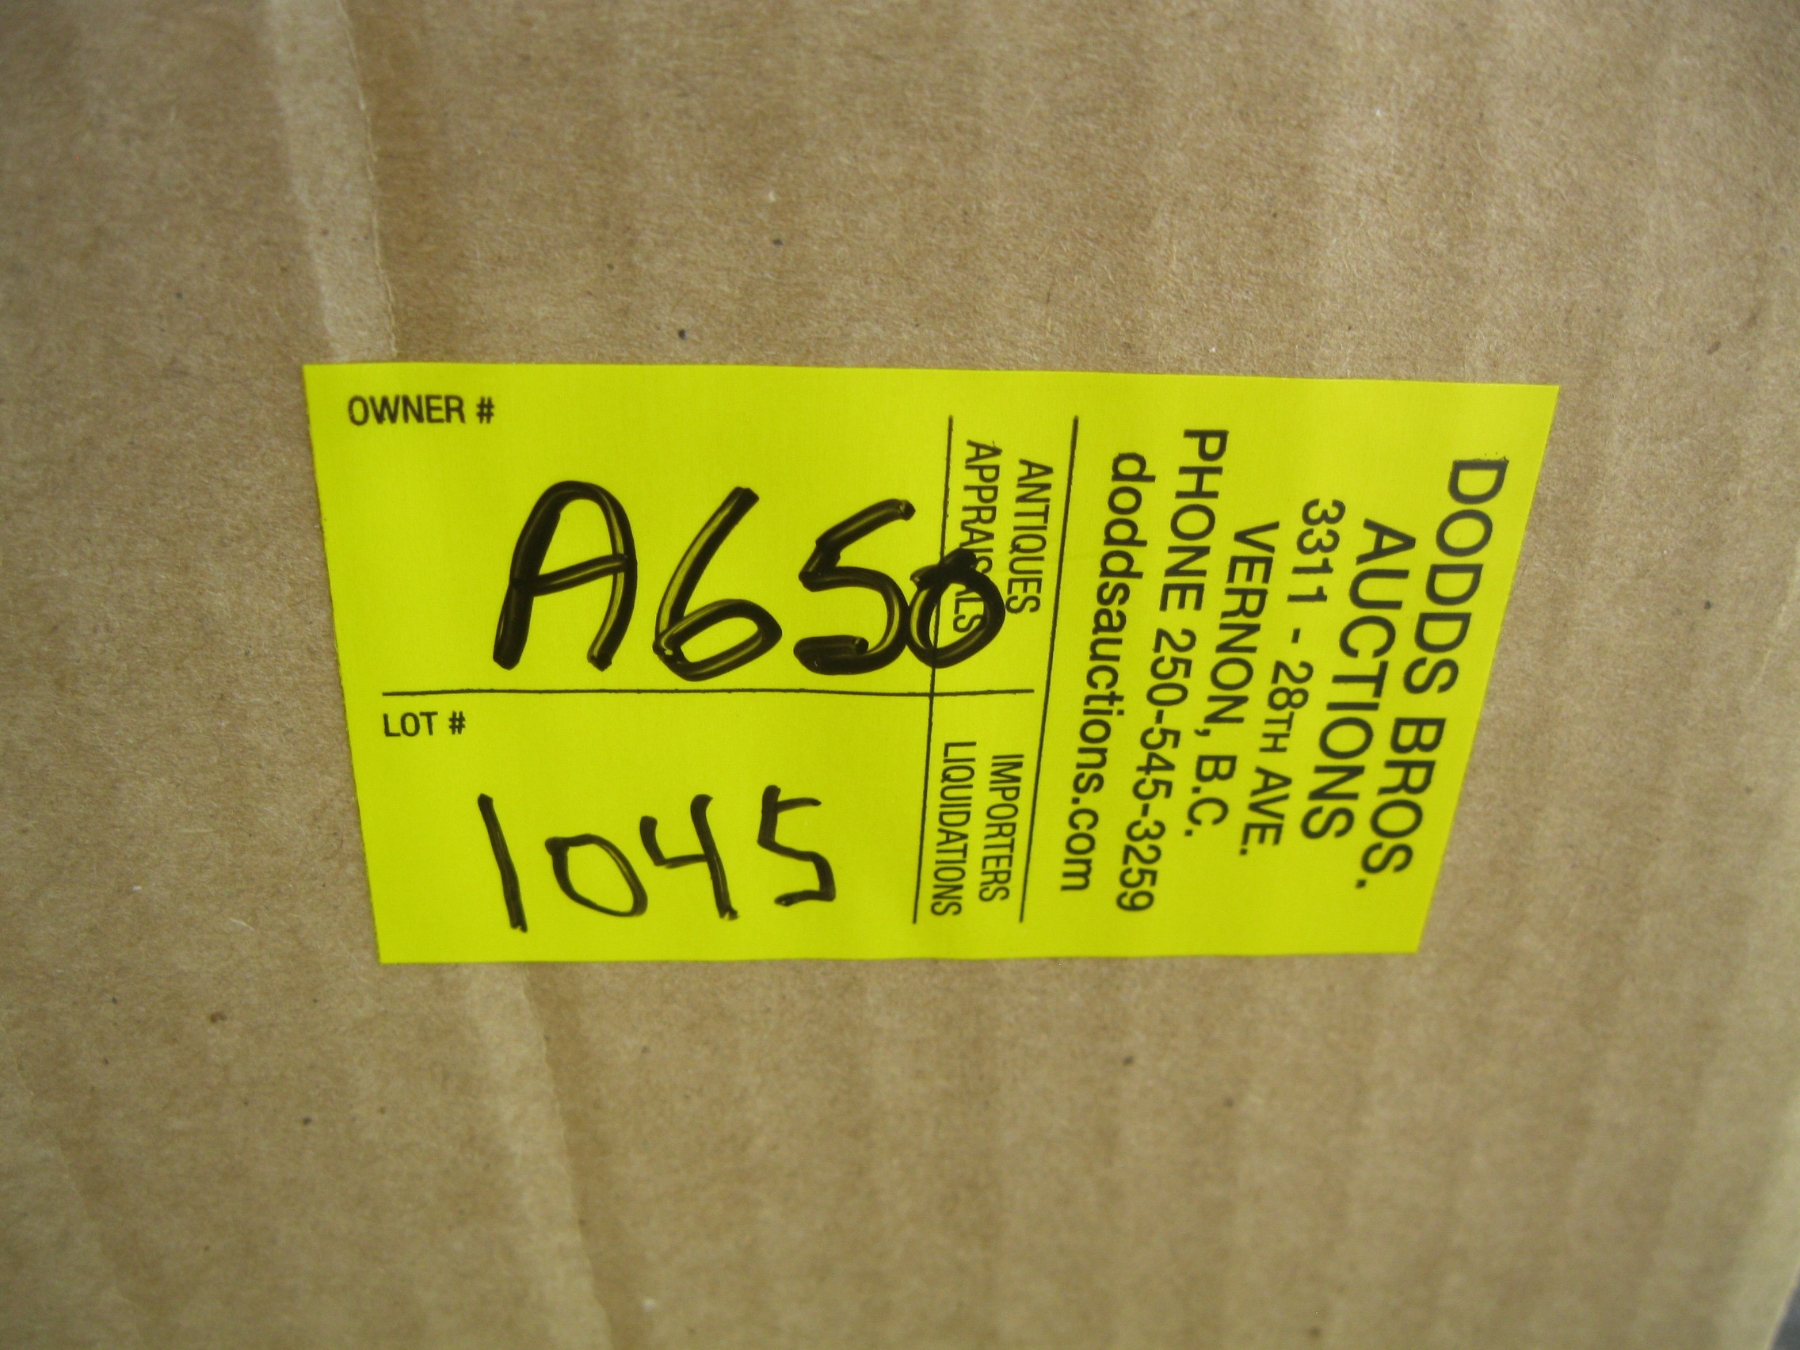 DODDS BROS.
AUCTIONS
3311 - 28TH AVE.
VERNON, B.C.
PHONE 250-545-3259
doddsauctions.com
ANTIQUES
APPRAISALS
IMPORTERS
LIQUIDATIONS
OWNER #
A650
LOT #
1045